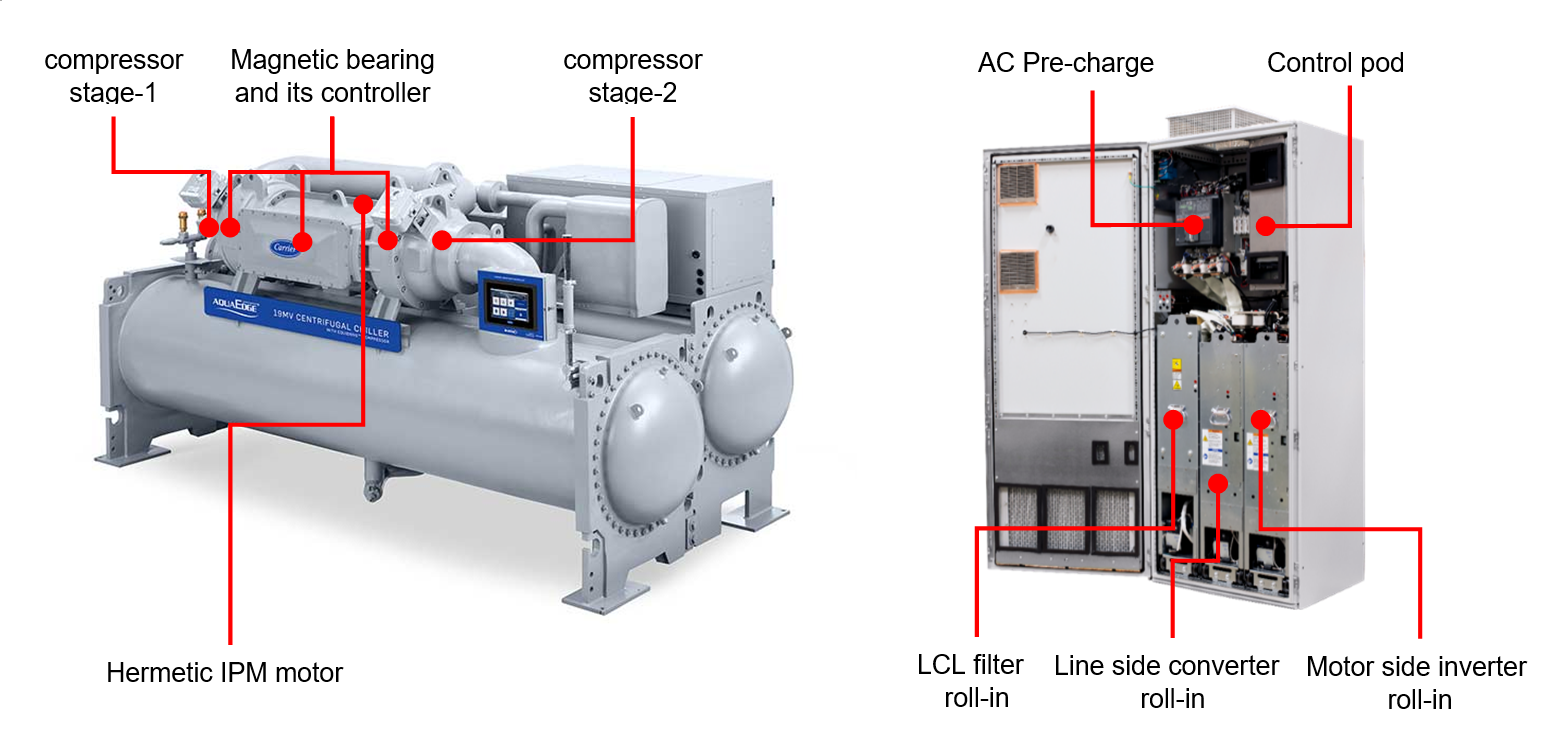 compressor
stage-1
Magnetic bearing
and its controller
compressor
stage-2
AC Pre-charge
Control pod
Carrier
AQUAEDGE
19MV CENTRIFUGAL CHILLER
Hermetic IPM motor
LCL filter
roll-in
Line side converter
roll-in
Motor side inverter
roll-in